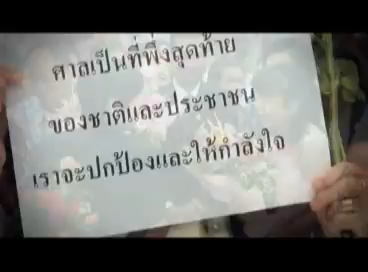 ศาลเป็นที่พึ่งสุดท้าย
ของชาติและประชาชน
เราจะปกป้องและให้กำลังใจ